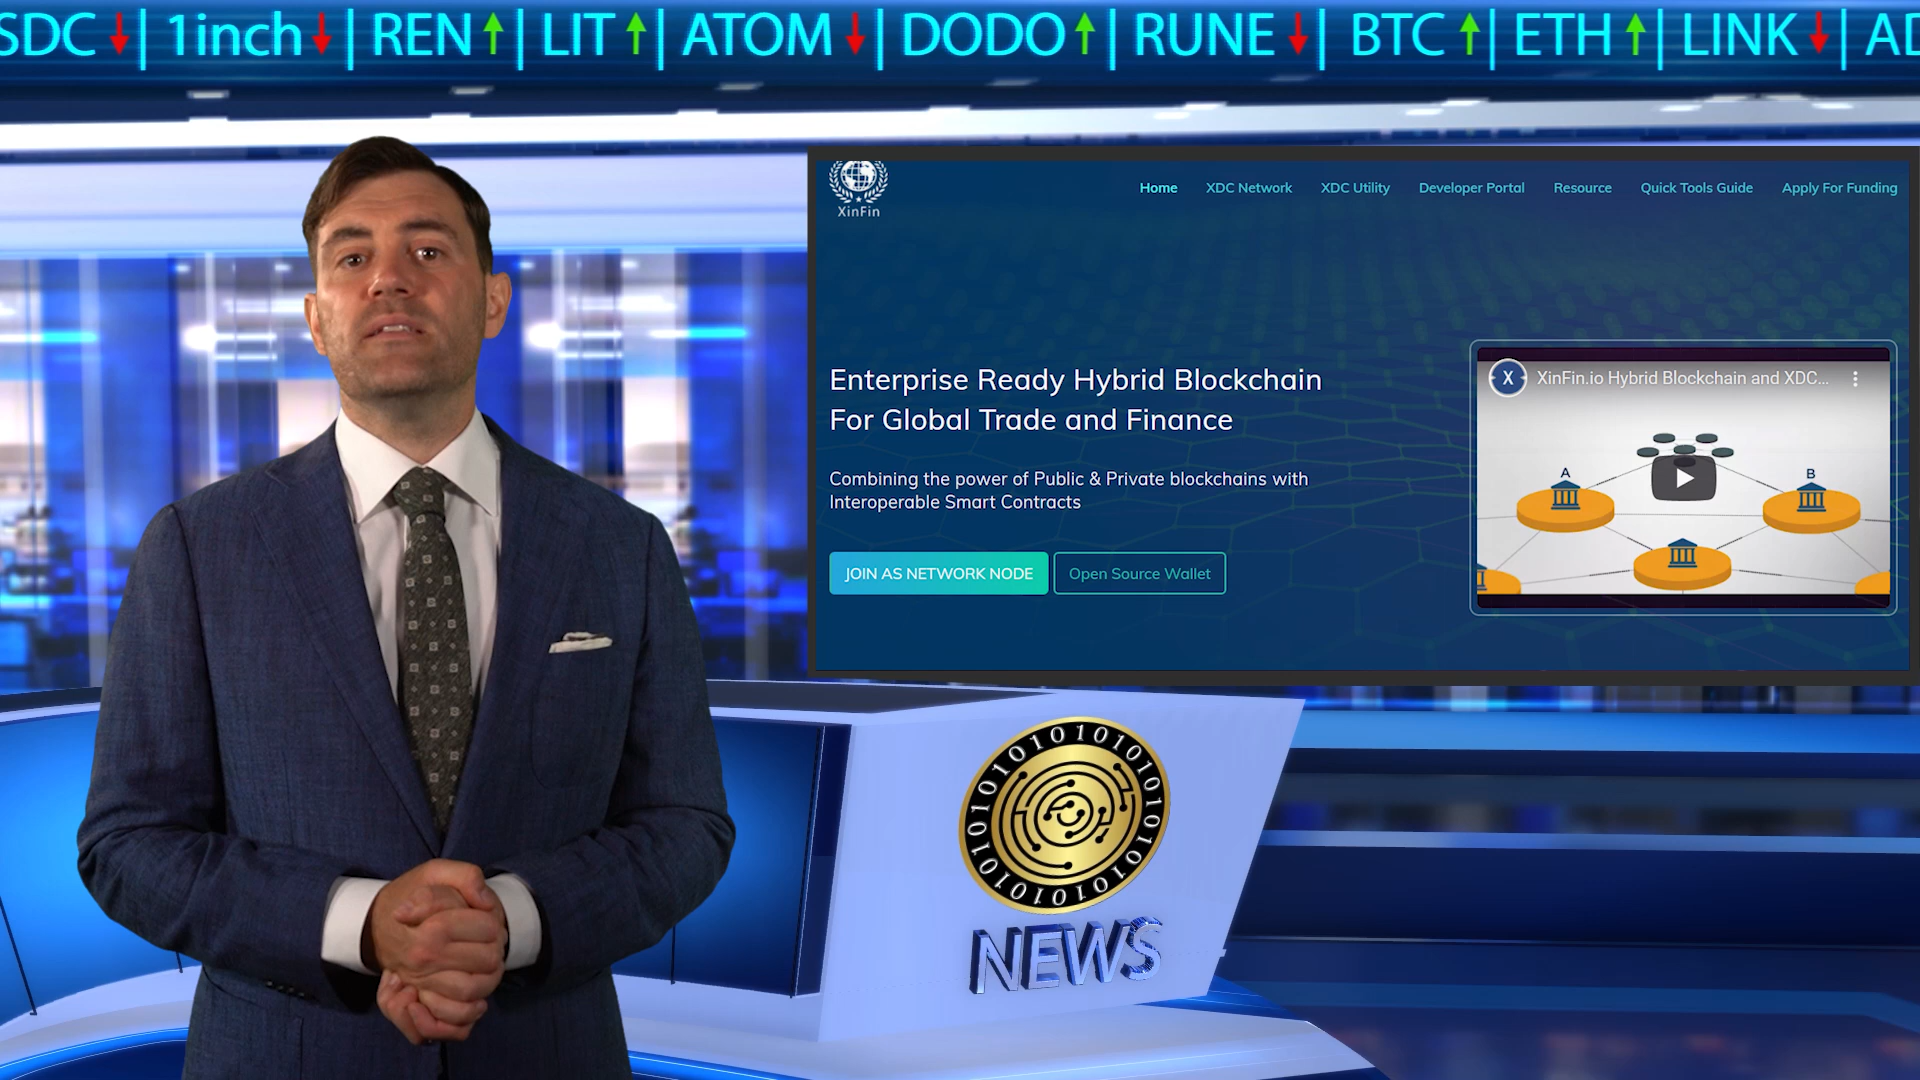 SDC | 1inch | REN | LIT | ATOM | DODO | RUNE | BTC | ETH | LINK | AD
XinFin
Home XDC Network XDC Utility Developer Portal Resource Quick Tools Guide Apply For Funding
Enterprise Ready Hybrid Blockchain
For Global Trade and Finance
Combining the power of Public & Private blockchains with
Interoperable Smart Contracts
JOIN AS NETWORK NODE Open Source Wallet
X XinFin.io Hybrid Blockchain and XDC...
A
B
NEWS